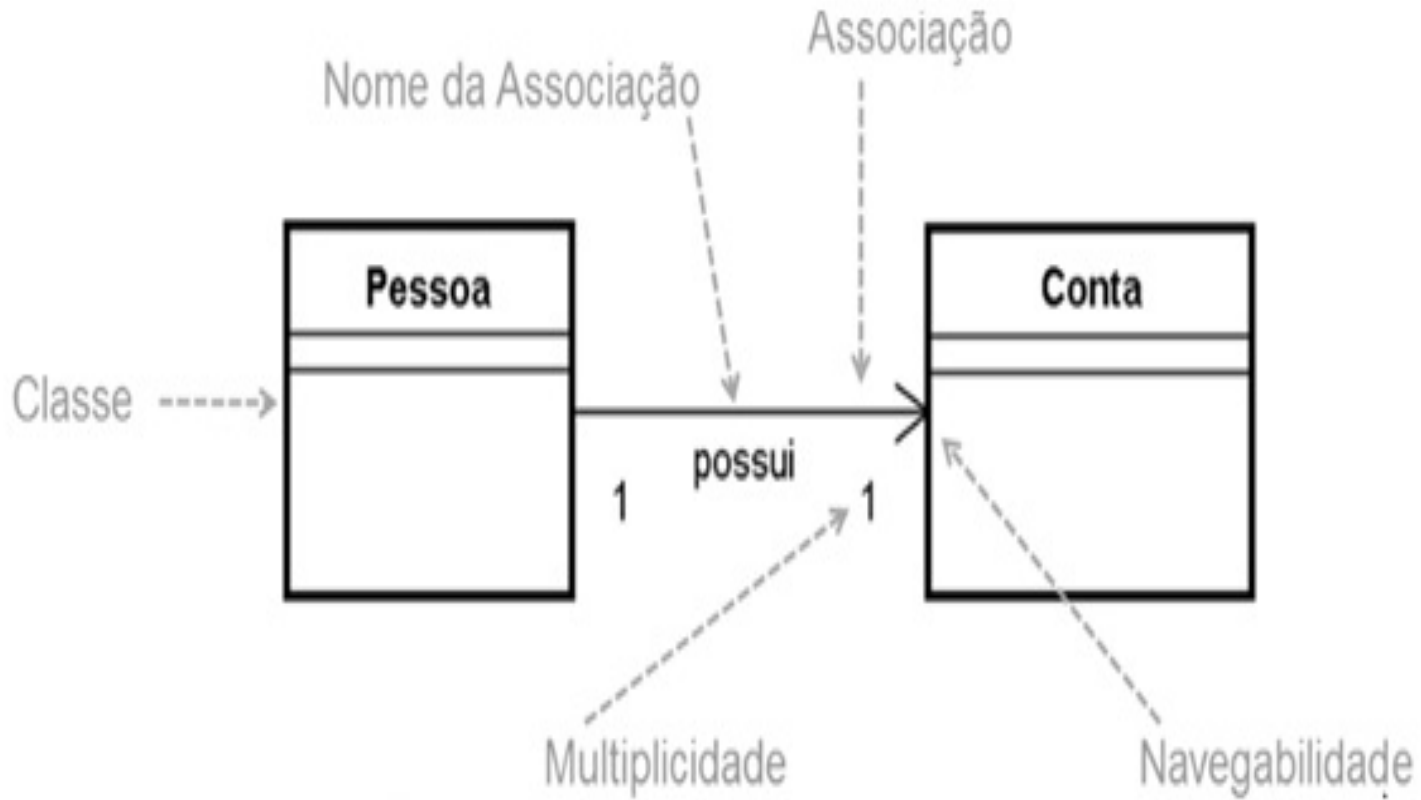 Associação
Nome da Associação
Pessoa
Conta
Classe
possui
1
1
Multiplicidade
Navegabilidade